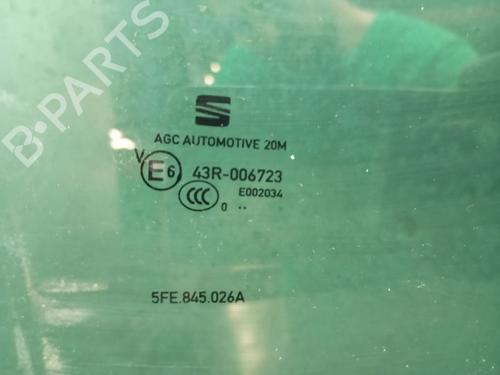 B-PARTS
AGC AUTOMOTIVE 20M
V E6 43R-006723
CCC E002034
0 ..
5FE.845.026A